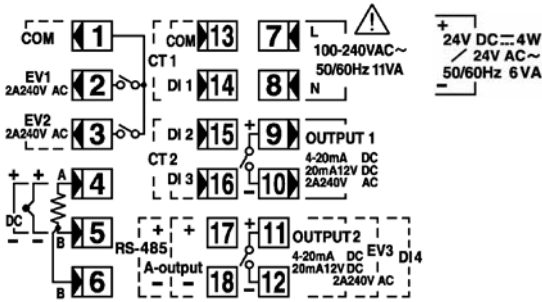 COM 1
EV1 2
2A240V AC
EV2 3
2A240V AC
+ + A 4
DC
- - B 5
B 6
COM 13
CT 1
DI 1 14
DI 2 15
CT 2
DI 3 16
RS-485
+ + 17
A-output
- - 18
7 L
100-240VAC~
50/60Hz 11VA
8 N
+ 9 OUTPUT 1
4-20mA DC
20mA12V DC
2A240V AC
- 10
+ 11 OUTPUT2
4-20mA DC
20mA12V DC
2A240V AC
- 12
EV3
DI 4
+
24V DC⎓4W
/ 24V AC~
50/60Hz 6VA
-